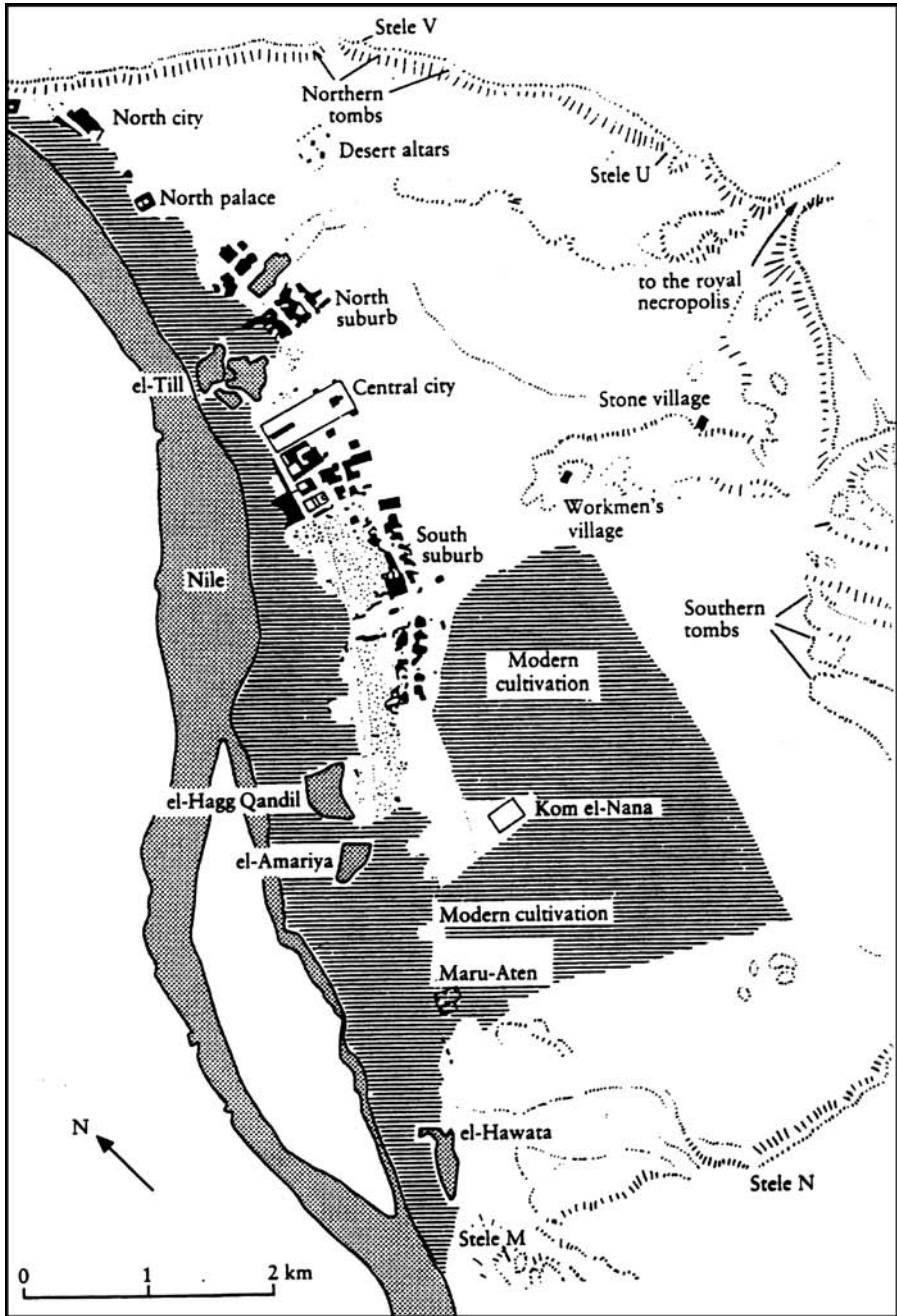 Stele V
Northern
tombs
North city
Desert altars
Stele U
North palace
to the royal
necropolis
North
suburb
el-Till
Central city
Stone village
Workmen's
village
South
suburb
Nile
Southern
tombs
Modern
cultivation
el-Hagg Qandil
Kom el-Nana
el-Amariya
Modern cultivation
Maru-Aten
N
el-Hawata
Stele N
Stele M
0 1 2 km